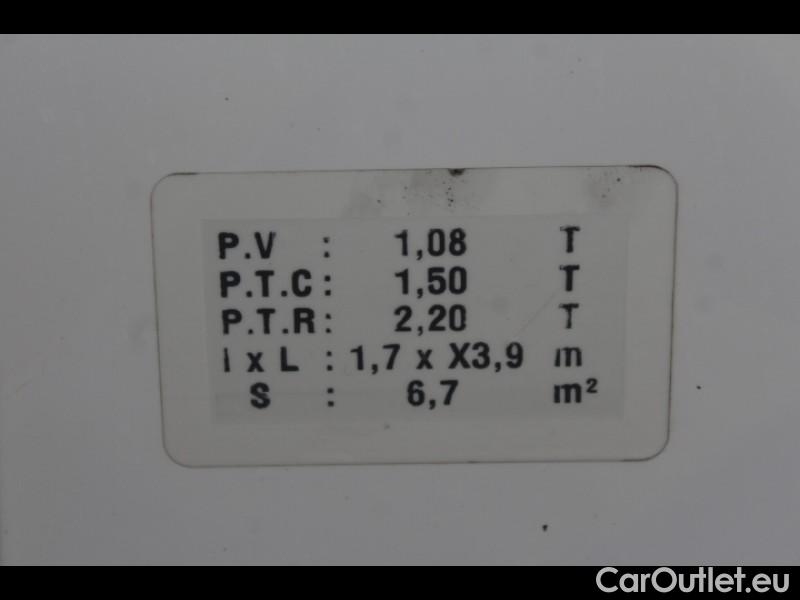 P.V : 1,08 T
P.T.C : 1,50 T
P.T.R : 2,20 T
l x L : 1,7 x X3,9 m
S : 6,7 m²
CarOutlet.eu